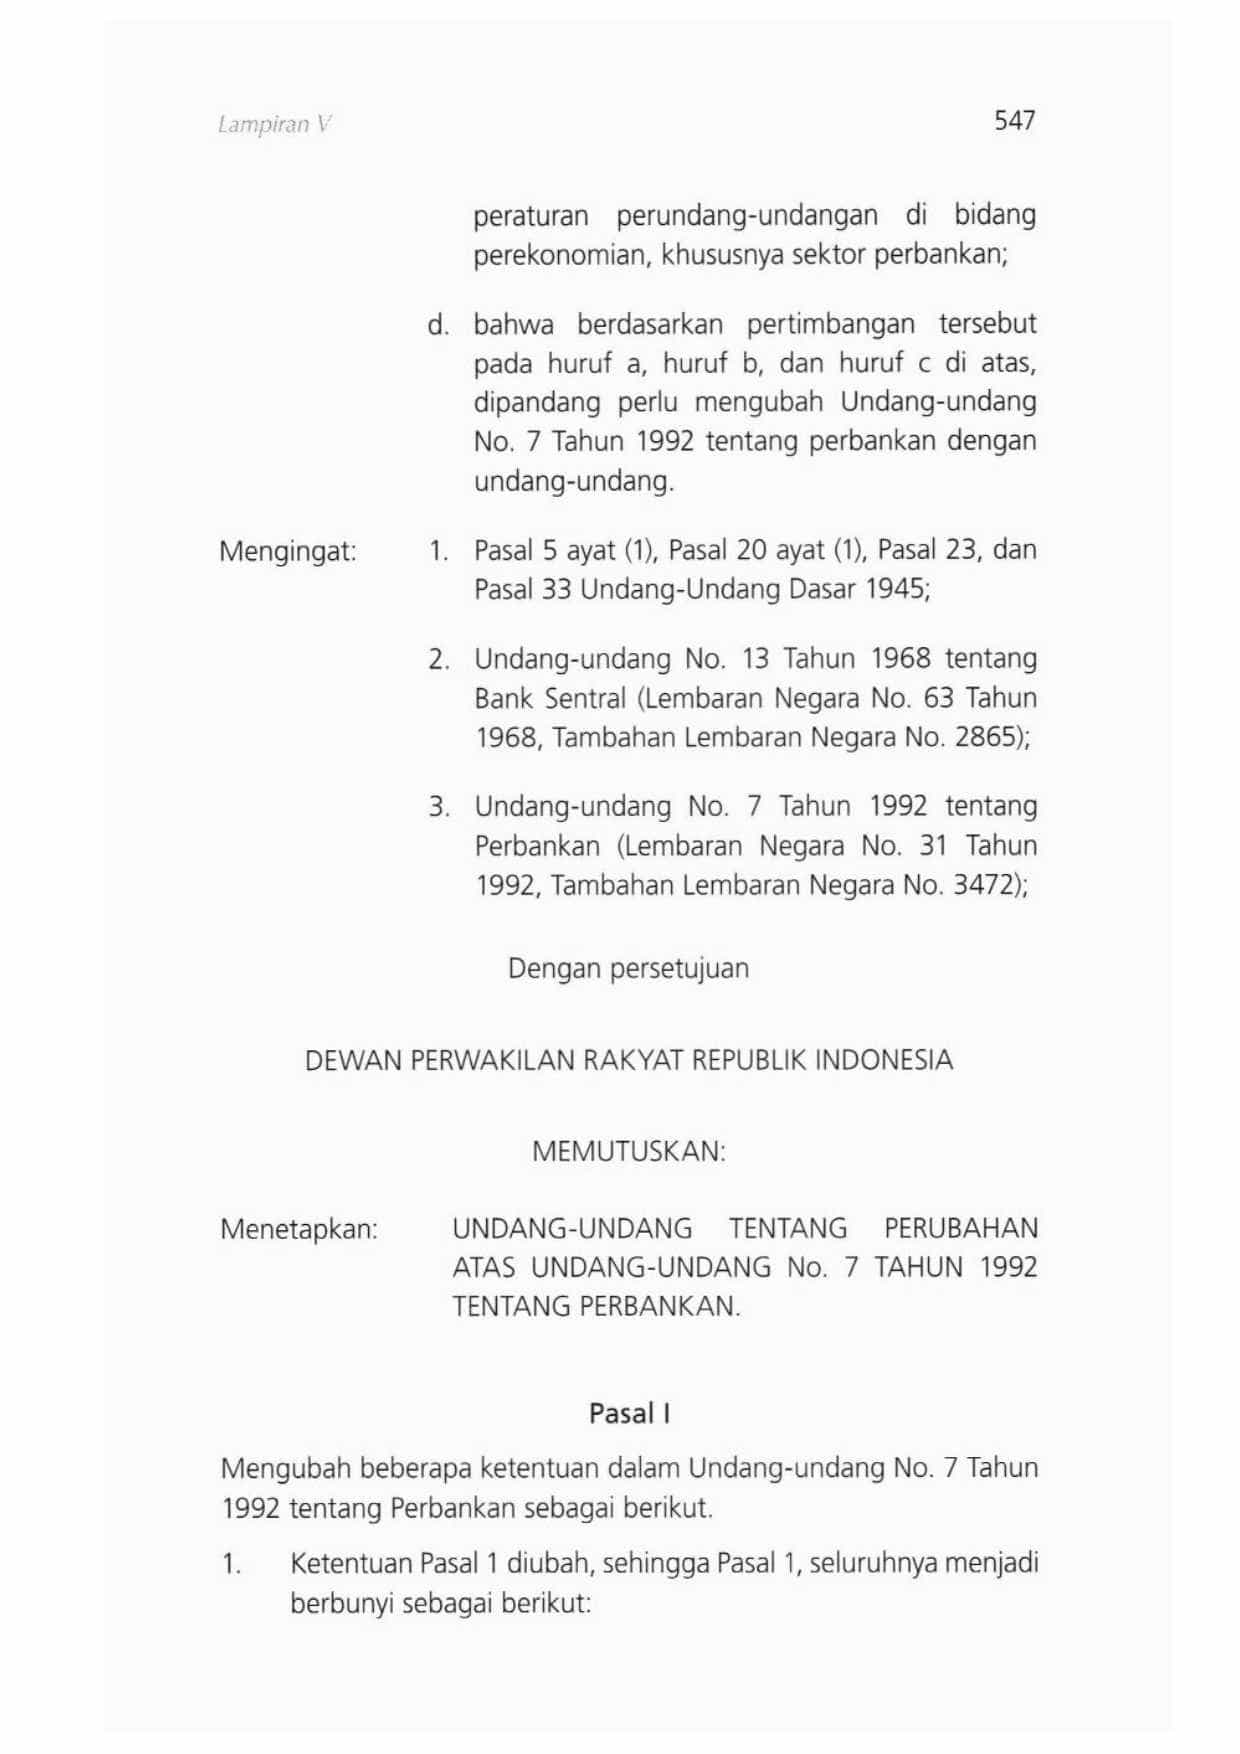 Lampiran V 547
peraturan perundang-undangan di bidang
perekonomian, khususnya sektor perbankan;
d. bahwa berdasarkan pertimbangan tersebut
pada huruf a, huruf b, dan huruf c di atas,
dipandang perlu mengubah Undang-undang
No. 7 Tahun 1992 tentang perbankan dengan
undang-undang.
Mengingat: 1. Pasal 5 ayat (1), Pasal 20 ayat (1), Pasal 23, dan
Pasal 33 Undang-Undang Dasar 1945;
2. Undang-undang No. 13 Tahun 1968 tentang
Bank Sentral (Lembaran Negara No. 63 Tahun
1968, Tambahan Lembaran Negara No. 2865);
3. Undang-undang No. 7 Tahun 1992 tentang
Perbankan (Lembaran Negara No. 31 Tahun
1992, Tambahan Lembaran Negara No. 3472);
Dengan persetujuan
DEWAN PERWAKILAN RAKYAT REPUBLIK INDONESIA
MEMUTUSKAN:
Menetapkan: UNDANG-UNDANG TENTANG PERUBAHAN
ATAS UNDANG-UNDANG No. 7 TAHUN 1992
TENTANG PERBANKAN.
Pasal I
Mengubah beberapa ketentuan dalam Undang-undang No. 7 Tahun
1992 tentang Perbankan sebagai berikut.
1. Ketentuan Pasal 1 diubah, sehingga Pasal 1, seluruhnya menjadi
berbunyi sebagai berikut: